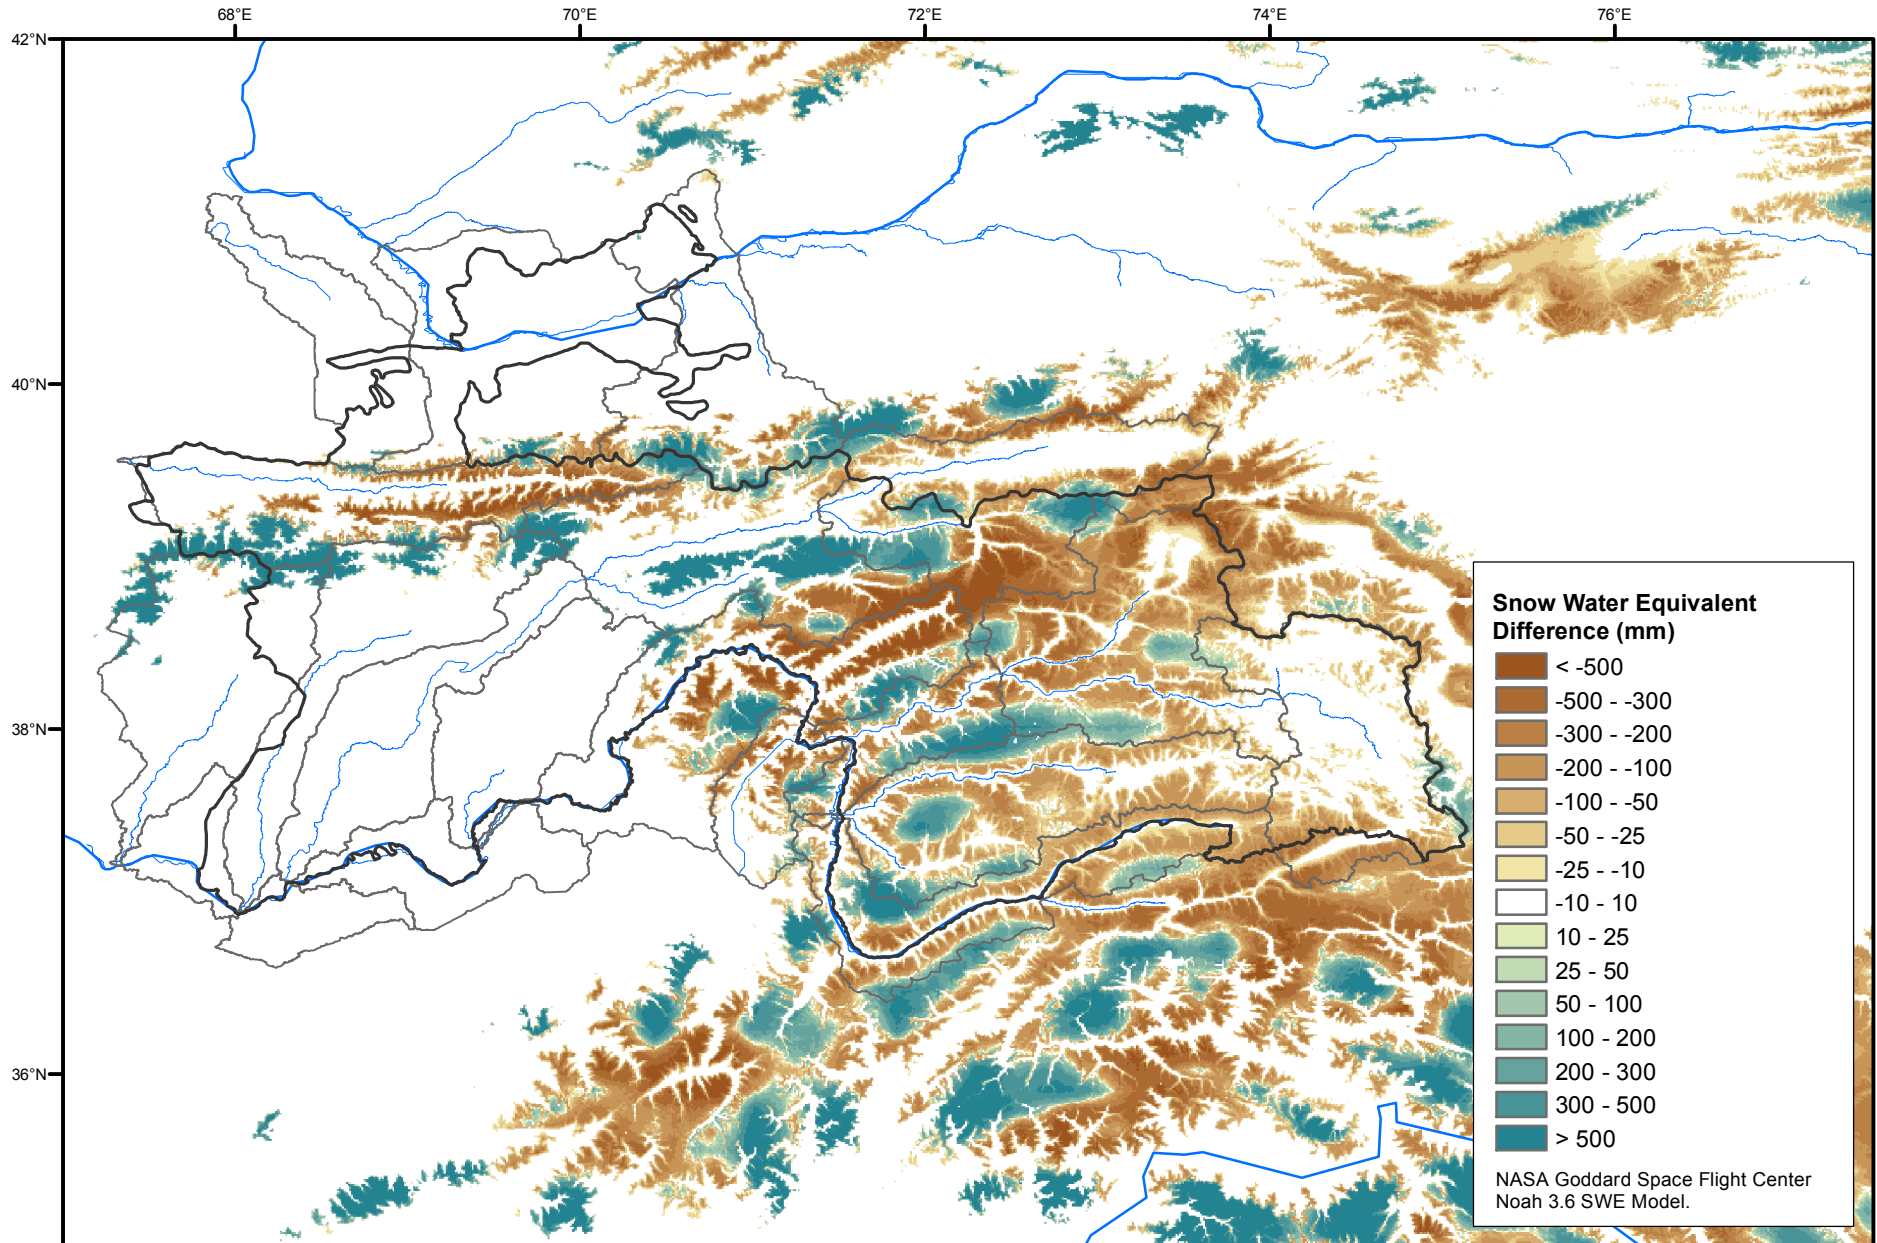 68°E
70°E
72°E
74°E
76°E
42°N
40°N
38°N
36°N
Snow Water Equivalent
Difference (mm)
< -500
-500 - -300
-300 - -200
-200 - -100
-100 - -50
-50 - -25
-25 - -10
-10 - 10
10 - 25
25 - 50
50 - 100
100 - 200
200 - 300
300 - 500
> 500
NASA Goddard Space Flight Center
Noah 3.6 SWE Model.